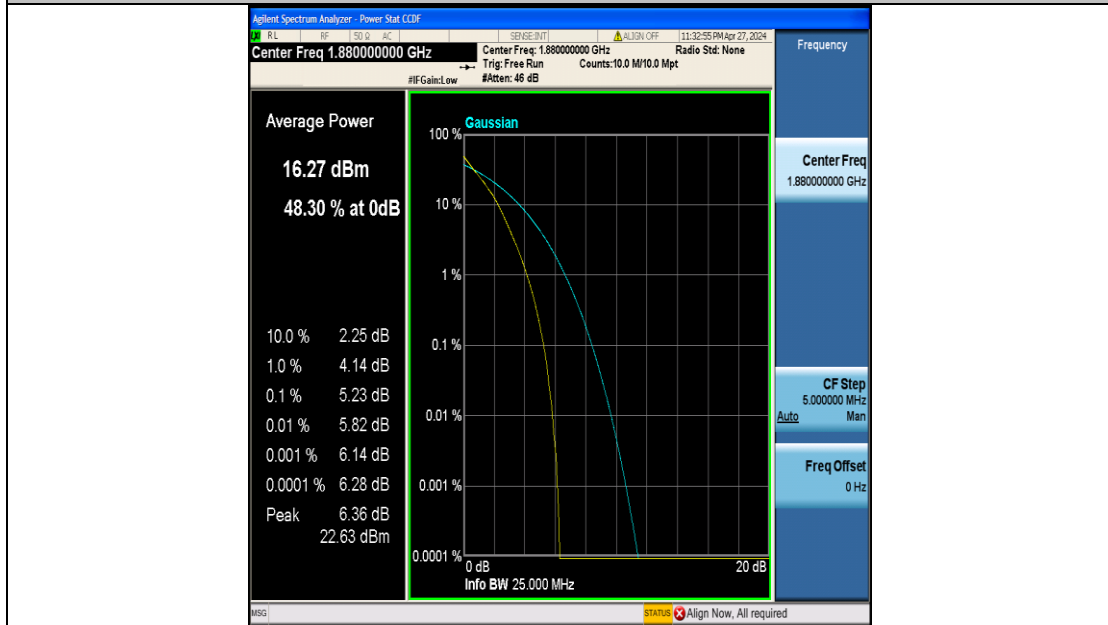 Agilent Spectrum Analyzer - Power Stat CCDF
RL RF 50 Ω AC SENSE:INT ALIGN OFF 11:32:55 PM Apr 27, 2024
Center Freq 1.880000000 GHz
Center Freq: 1.880000000 GHz Radio Std: None
Trig: Free Run Counts:10.0 M/10.0 Mpt
#IFGain:Low #Atten: 46 dB
Frequency
Average Power
16.27 dBm
48.30 % at 0dB
10.0 % 2.25 dB
1.0 % 4.14 dB
0.1 % 5.23 dB
0.01 % 5.82 dB
0.001 % 6.14 dB
0.0001 % 6.28 dB
Peak 6.36 dB
22.63 dBm
Gaussian
100 %
10 %
1 %
0.1 %
0.01 %
0.001 %
0.0001 %
0 dB 20 dB
Info BW 25.000 MHz
Center Freq
1.880000000 GHz
CF Step
5.000000 MHz
Auto Man
Freq Offset
0 Hz
MSG STATUS Align Now, All required